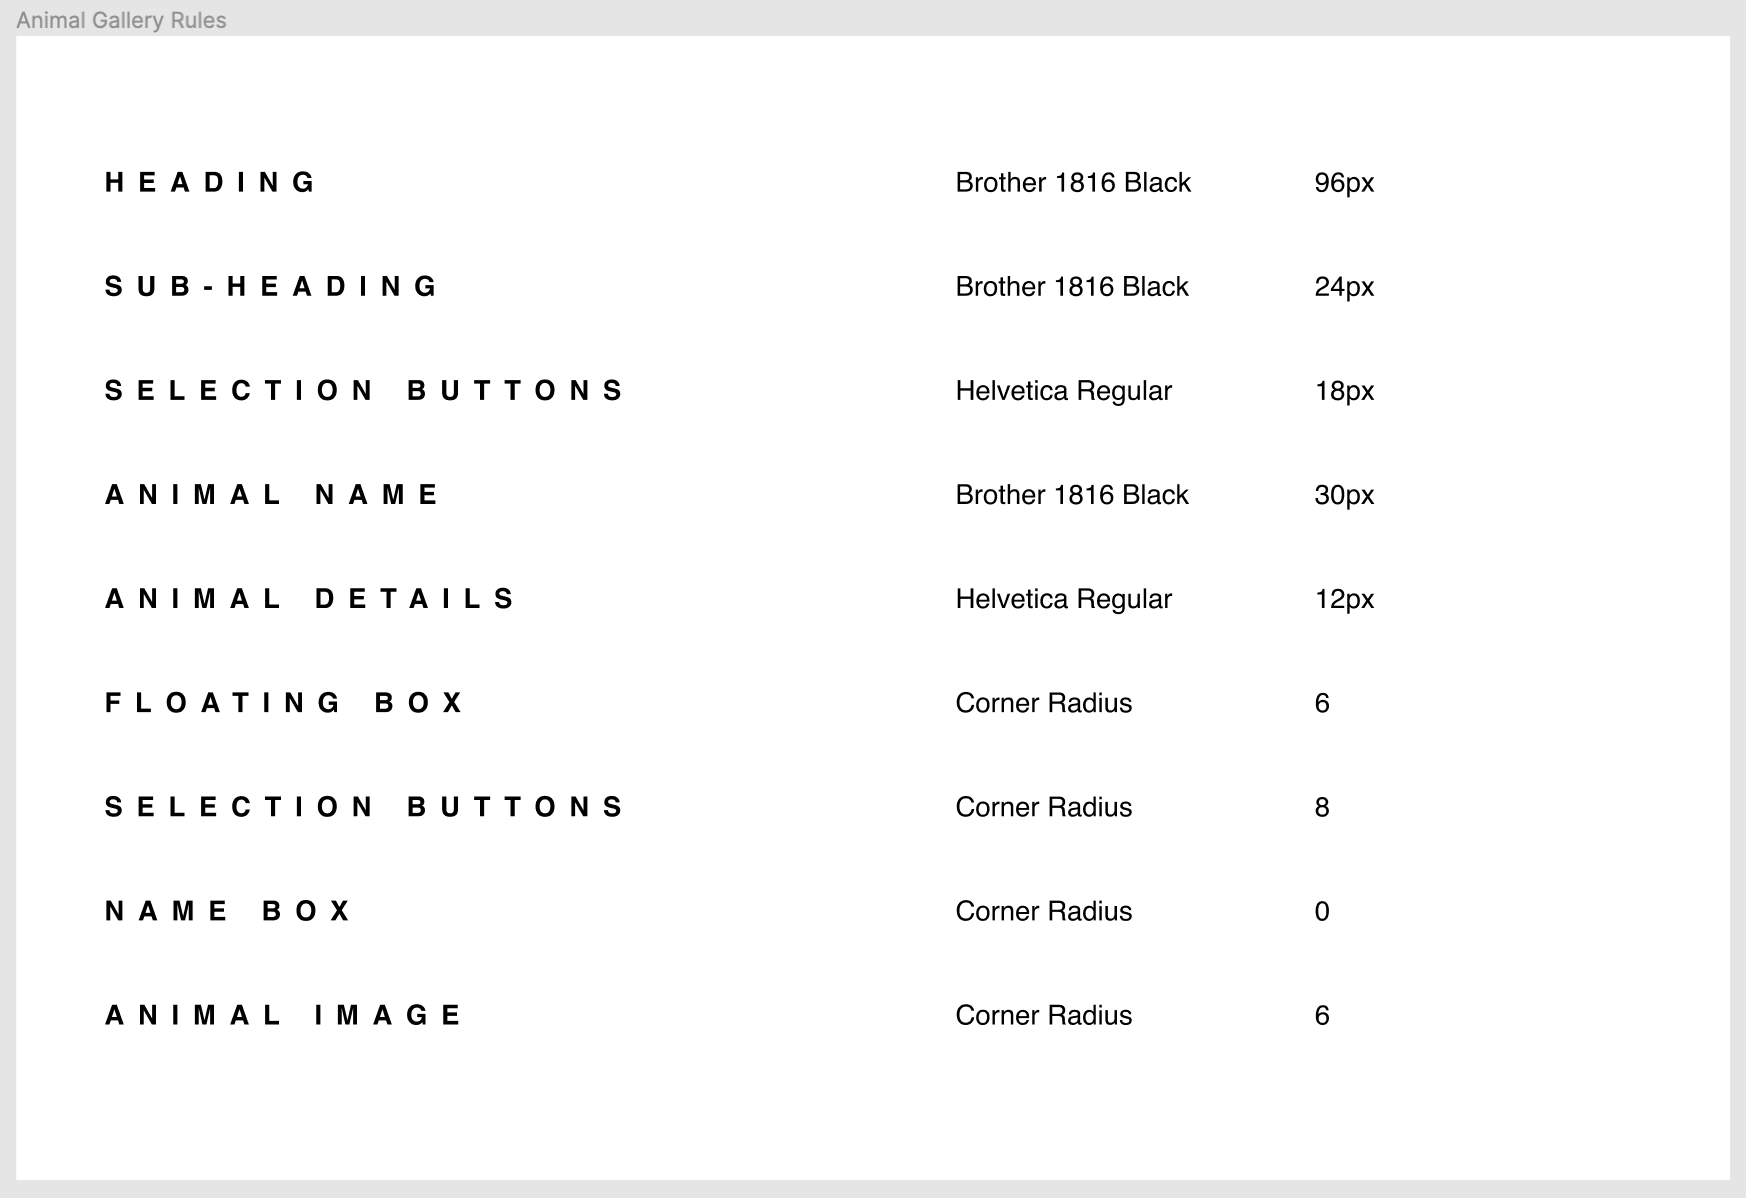 Animal Gallery Rules
HEADING Brother 1816 Black 96px
SUB-HEADING Brother 1816 Black 24px
SELECTION BUTTONS Helvetica Regular 18px
ANIMAL NAME Brother 1816 Black 30px
ANIMAL DETAILS Helvetica Regular 12px
FLOATING BOX Corner Radius 6
SELECTION BUTTONS Corner Radius 8
NAME BOX Corner Radius 0
ANIMAL IMAGE Corner Radius 6